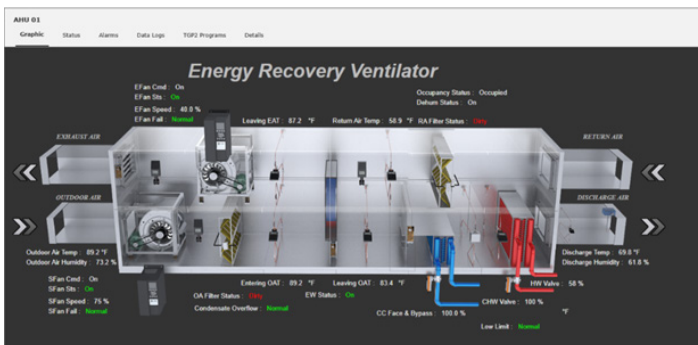 AHU 01
Graphic Status Alarms Data Logs TGP2 Programs Details
Energy Recovery Ventilator
EFan Cmd : On
EFan Sts : On
EFan Speed : 40.0 %
EFan Fail : Normal
Occupancy Status : Occupied
Dehum Status : On
Leaving EAT : 87.2 °F Return Air Temp : 58.9 °F RA Filter Status : Dirty
EXHAUST AIR RETURN AIR
OUTDOOR AIR DISCHARGE AIR
Outdoor Air Temp : 89.2 °F
Outdoor Air Humidity : 73.2 %
Discharge Temp : 69.8 °F
Discharge Humidity : 61.8 %
SFan Cmd : On
SFan Sts : On
SFan Speed : 75 %
SFan Fail : Normal
Entering OAT : 89.2 °F Leaving OAT : 83.4 °F
HW Valve : 58 %
OA Filter Status : Dirty EW Status : On
CHW Valve : 100 %
Condensate Overflow : Normal
CC Face & Bypass : 100.0 % °F
Low Limit : Normal